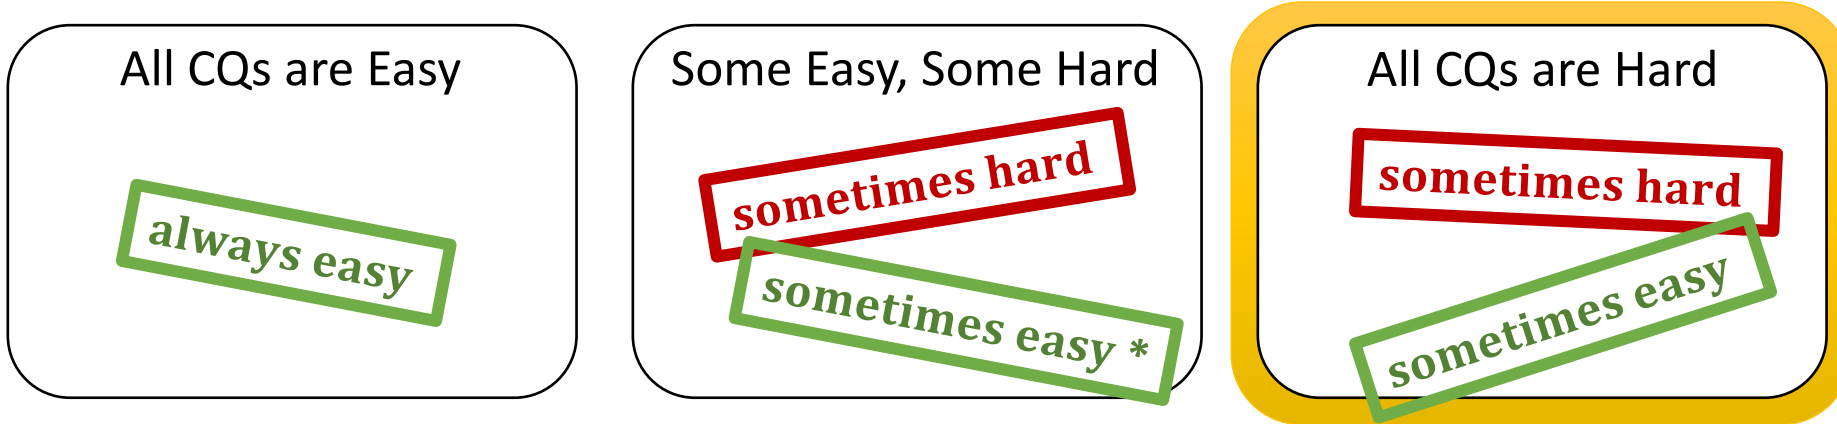 All CQs are Easy
always easy
Some Easy, Some Hard
sometimes hard
sometimes easy *
All CQs are Hard
sometimes hard
sometimes easy